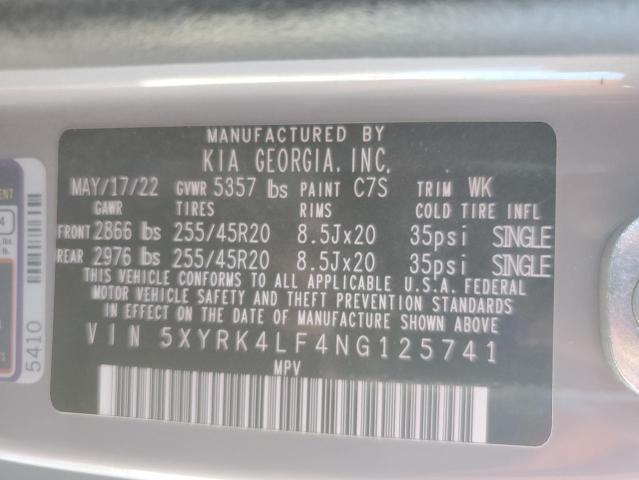 MANUFACTURED BY
KIA GEORGIA, INC.
MAY/17/22 GVWR 5357 lbs PAINT C7S TRIM WK
GAWR TIRES RIMS COLD TIRE INFL
FRONT 2866 lbs 255/45R20 8.5Jx20 35psi SINGLE
REAR 2976 lbs 255/45R20 8.5Jx20 35psi SINGLE
THIS VEHICLE CONFORMS TO ALL APPLICABLE U.S.A. FEDERAL
MOTOR VEHICLE SAFETY AND THEFT PREVENTION STANDARDS
IN EFFECT ON THE DATE OF MANUFACTURE SHOWN ABOVE
VIN 5XYRK4LF4NG125741
MPV
5410
4